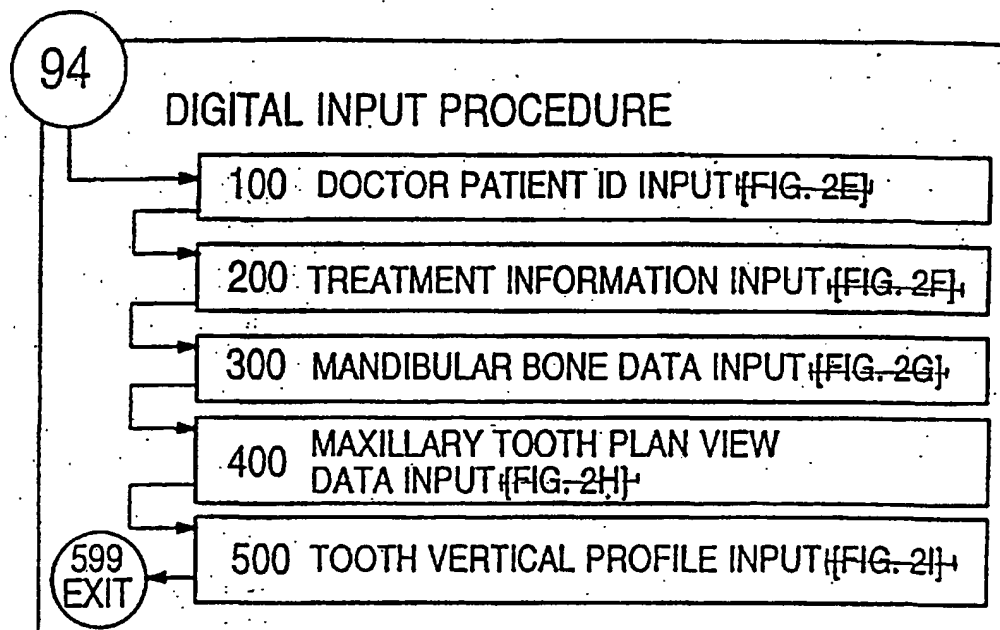 94
DIGITAL INPUT PROCEDURE
100 DOCTOR PATIENT ID INPUT [FIG. 2E]
200 TREATMENT INFORMATION INPUT [FIG. 2F]
300 MANDIBULAR BONE DATA INPUT [FIG. 2G]
400 MAXILLARY TOOTH PLAN VIEW
DATA INPUT [FIG. 2H]
500 TOOTH VERTICAL PROFILE INPUT [FIG. 2I]
599
EXIT